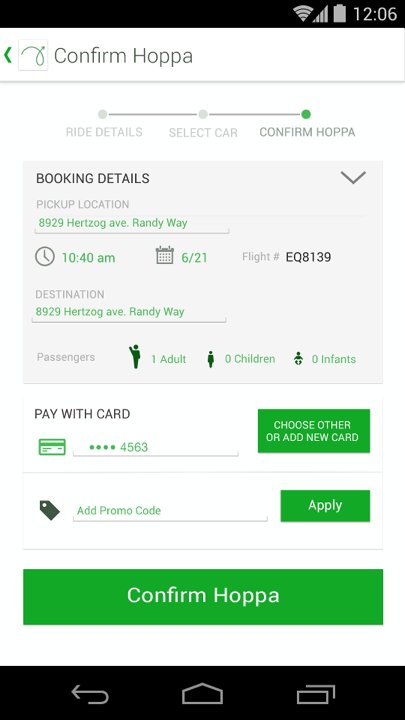 12:06
Confirm Hoppa
RIDE DETAILS SELECT CAR CONFIRM HOPPA
BOOKING DETAILS
PICKUP LOCATION
8929 Hertzog ave. Randy Way
10:40 am 6/21 Flight # EQ8139
DESTINATION
8929 Hertzog ave. Randy Way
Passengers 1 Adult 0 Children 0 Infants
PAY WITH CARD
•••• 4563
CHOOSE OTHER
OR ADD NEW CARD
Add Promo Code
Apply
Confirm Hoppa